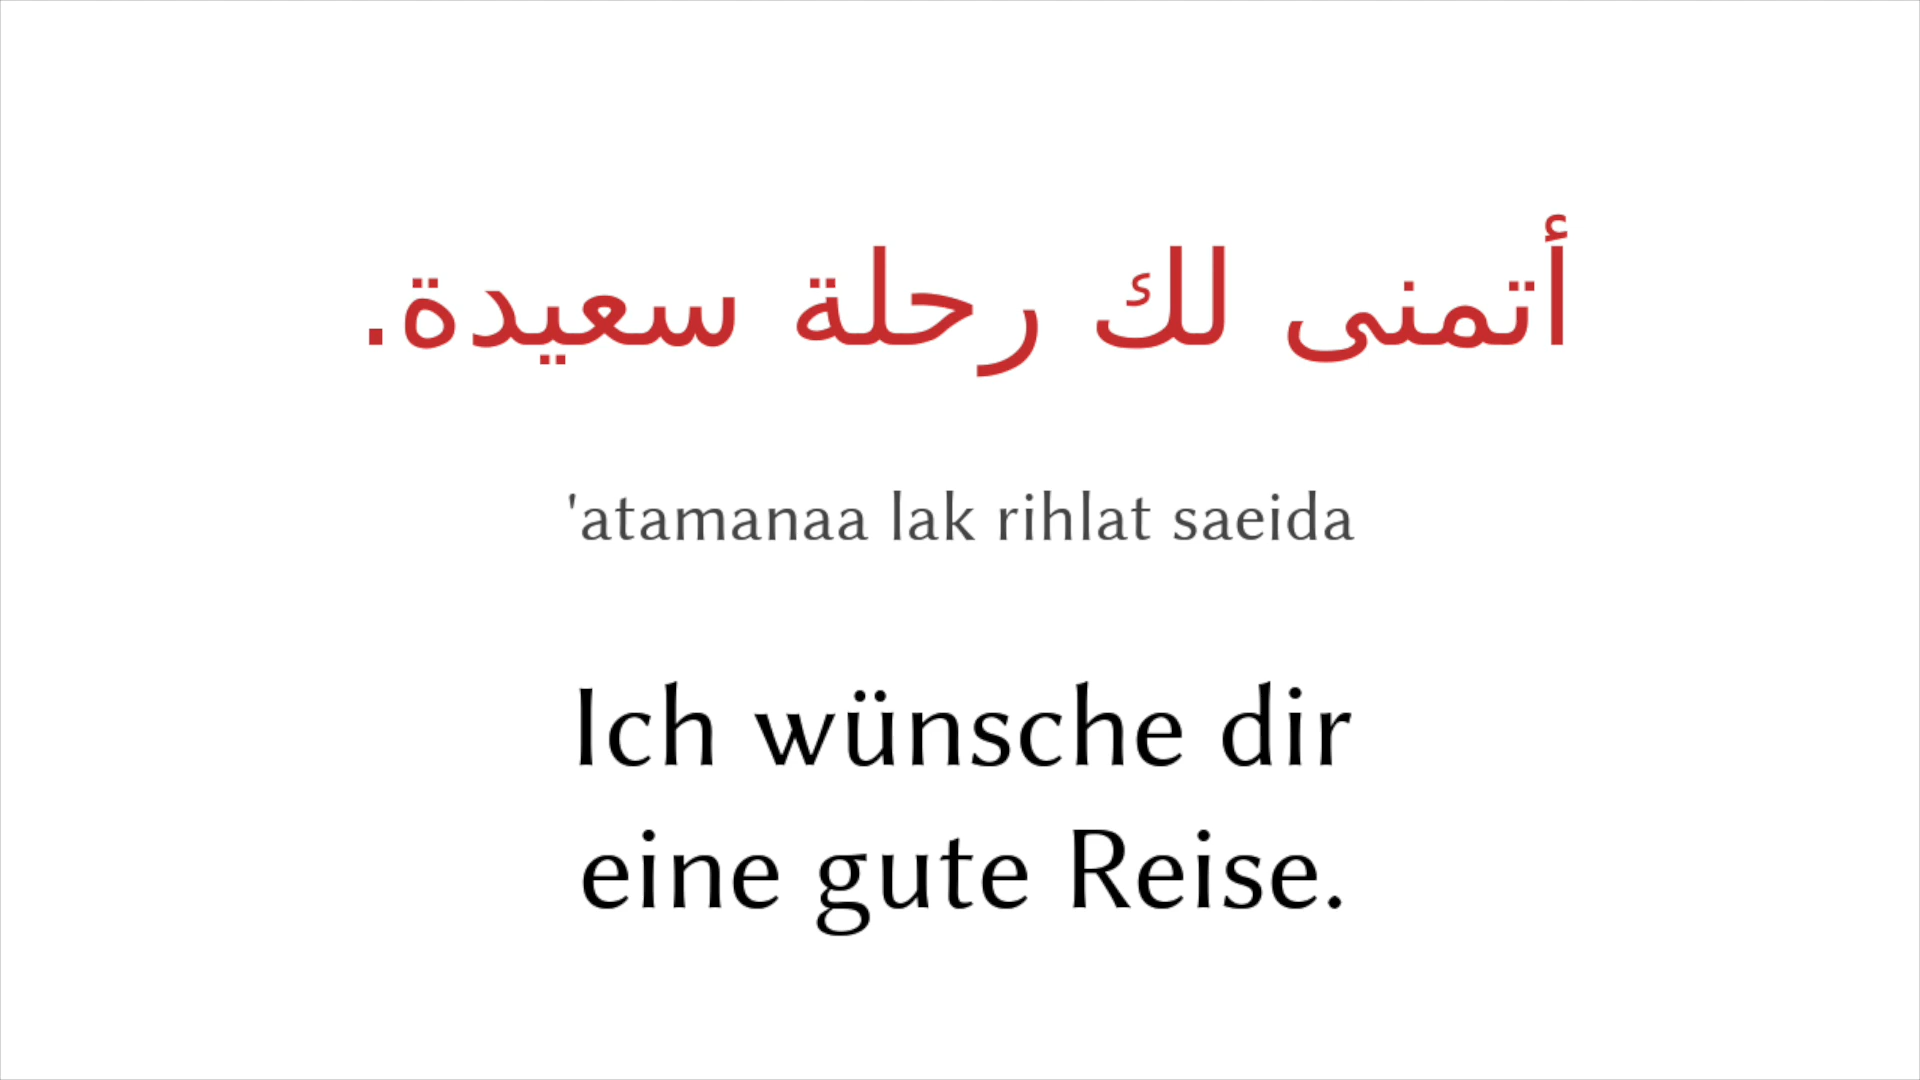 أتمنى لك رحلة سعيدة.
'atamanaa lak rihlat saeida
Ich wünsche dir
eine gute Reise.